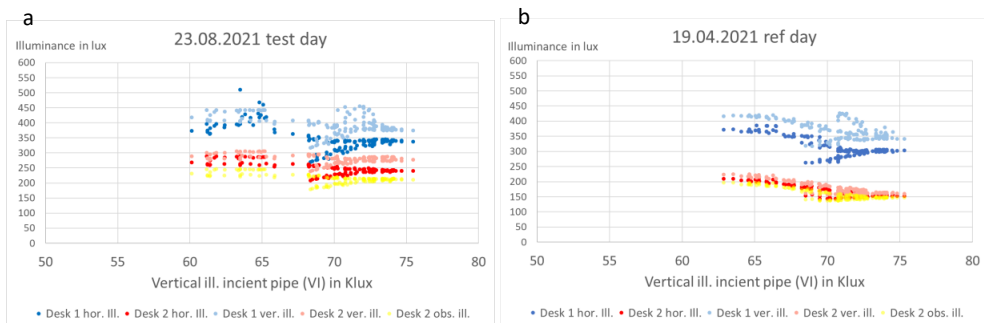 a
23.08.2021 test day
Illuminance in lux
600
550
500
450
400
350
300
250
200
150
100
50
0
50 55 60 65 70 75 80
Vertical ill. incient pipe (VI) in Klux
Desk 1 hor. Ill. Desk 2 hor. Ill. Desk 1 ver. ill. Desk 2 ver. ill. Desk 2 obs. ill.
b
19.04.2021 ref day
Illuminance in lux
600
550
500
450
400
350
300
250
200
150
100
50
0
50 55 60 65 70 75 80
Vertical ill. incient pipe (VI) in Klux
Desk 1 hor. Ill. Desk 2 hor. Ill. Desk 1 ver. ill. Desk 2 ver. ill. Desk 2 obs. ill.